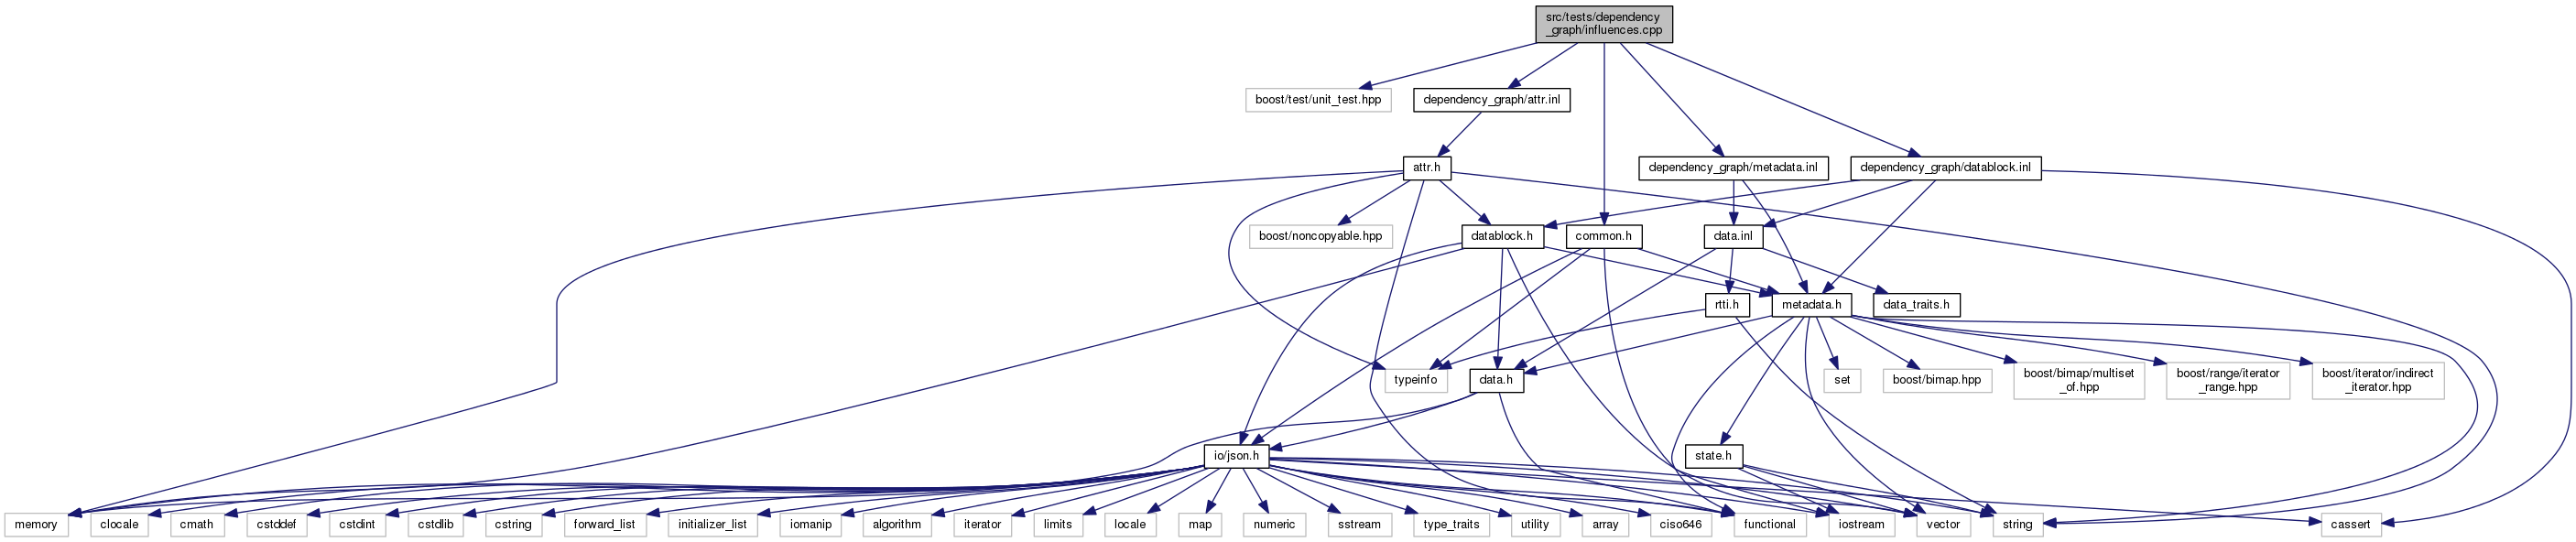 src/tests/dependency
_graph/influences.cpp
boost/test/unit_test.hpp
dependency_graph/attr.inl
attr.h
dependency_graph/metadata.inl
dependency_graph/datablock.inl
boost/noncopyable.hpp
datablock.h
common.h
data.inl
rtti.h
metadata.h
data_traits.h
typeinfo
data.h
set
boost/bimap.hpp
boost/bimap/multiset
_of.hpp
boost/range/iterator
_range.hpp
boost/iterator/indirect
_iterator.hpp
io/json.h
state.h
memory
clocale
cmath
cstddef
cstdint
cstdlib
cstring
forward_list
initializer_list
iomanip
algorithm
iterator
limits
locale
map
numeric
sstream
type_traits
utility
array
ciso646
functional
iostream
vector
string
cassert